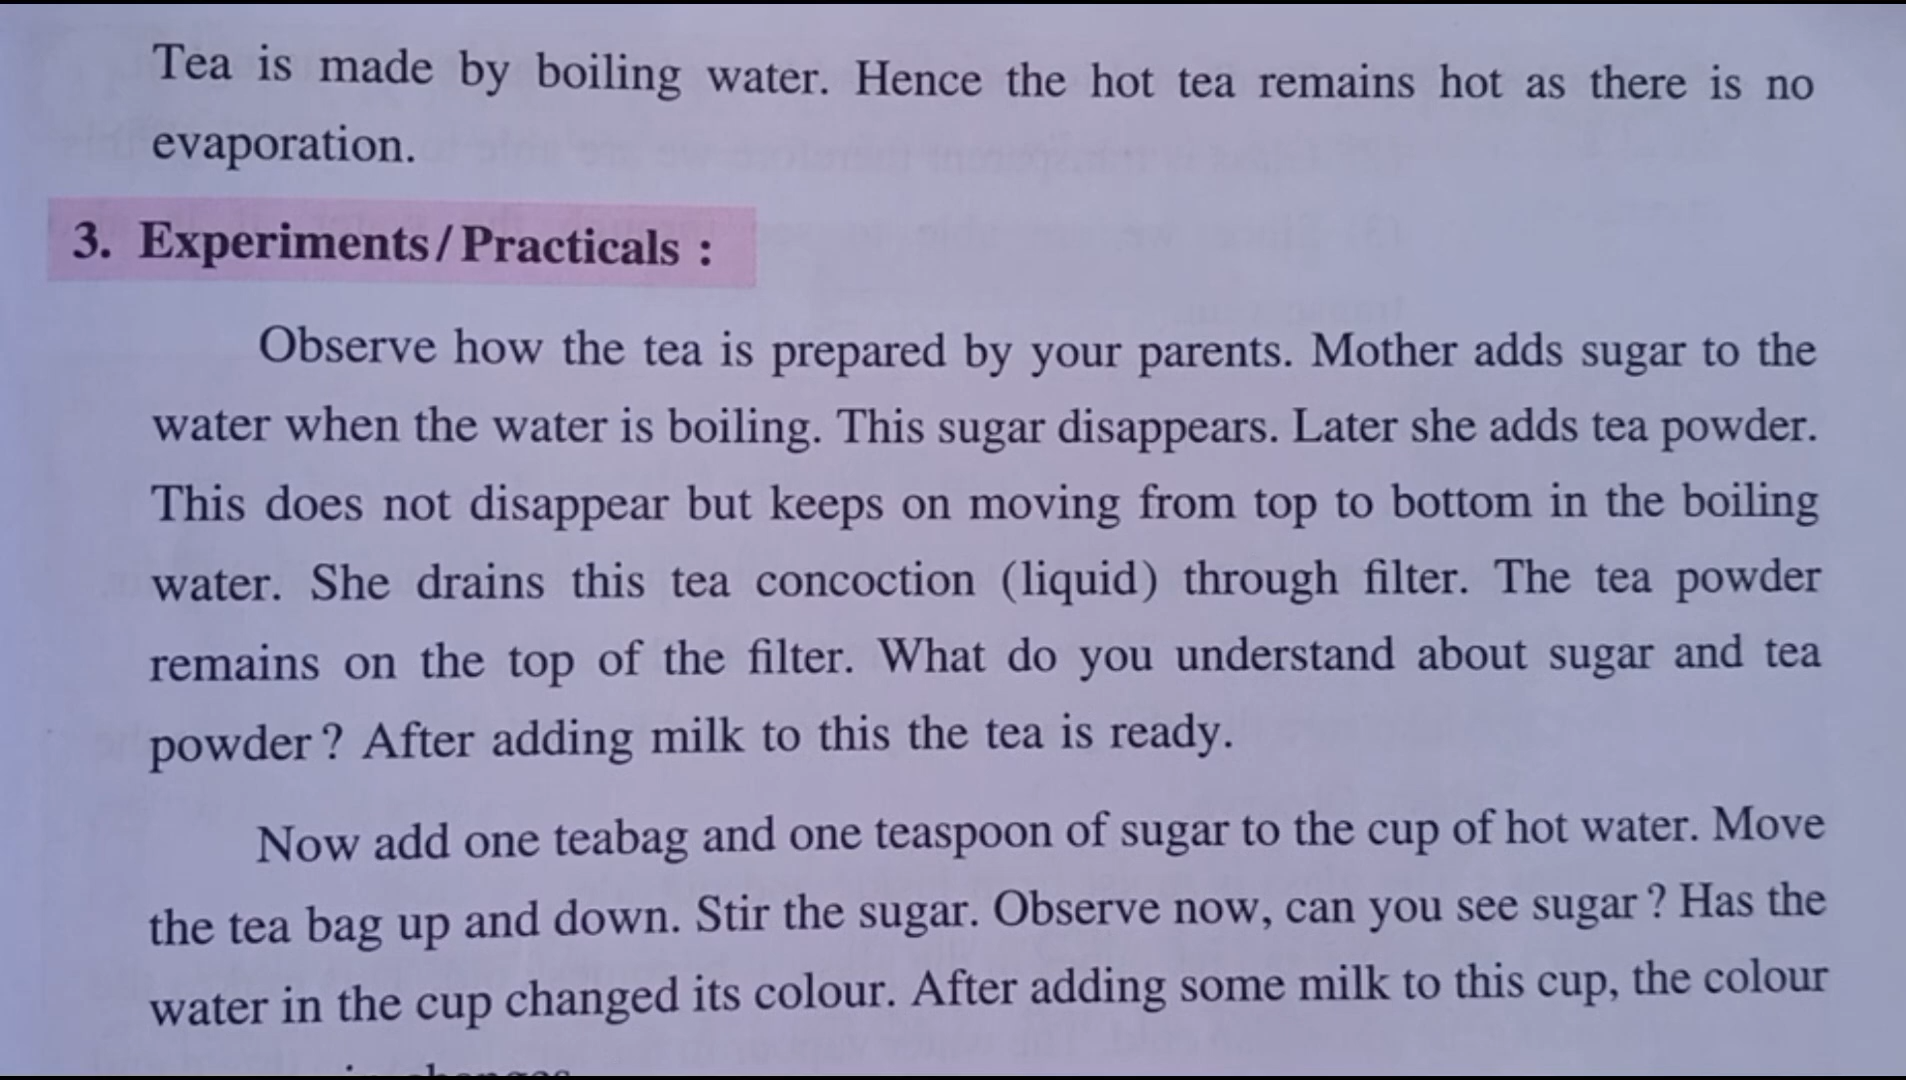 Tea is made by boiling water. Hence the hot tea remains hot as there is no
evaporation.
3. Experiments/Practicals :
Observe how the tea is prepared by your parents. Mother adds sugar to the
water when the water is boiling. This sugar disappears. Later she adds tea powder.
This does not disappear but keeps on moving from top to bottom in the boiling
water. She drains this tea concoction (liquid) through filter. The tea powder
remains on the top of the filter. What do you understand about sugar and tea
powder? After adding milk to this the tea is ready.
Now add one teabag and one teaspoon of sugar to the cup of hot water. Move
the tea bag up and down. Stir the sugar. Observe now, can you see sugar? Has the
water in the cup changed its colour. After adding some milk to this cup, the colour